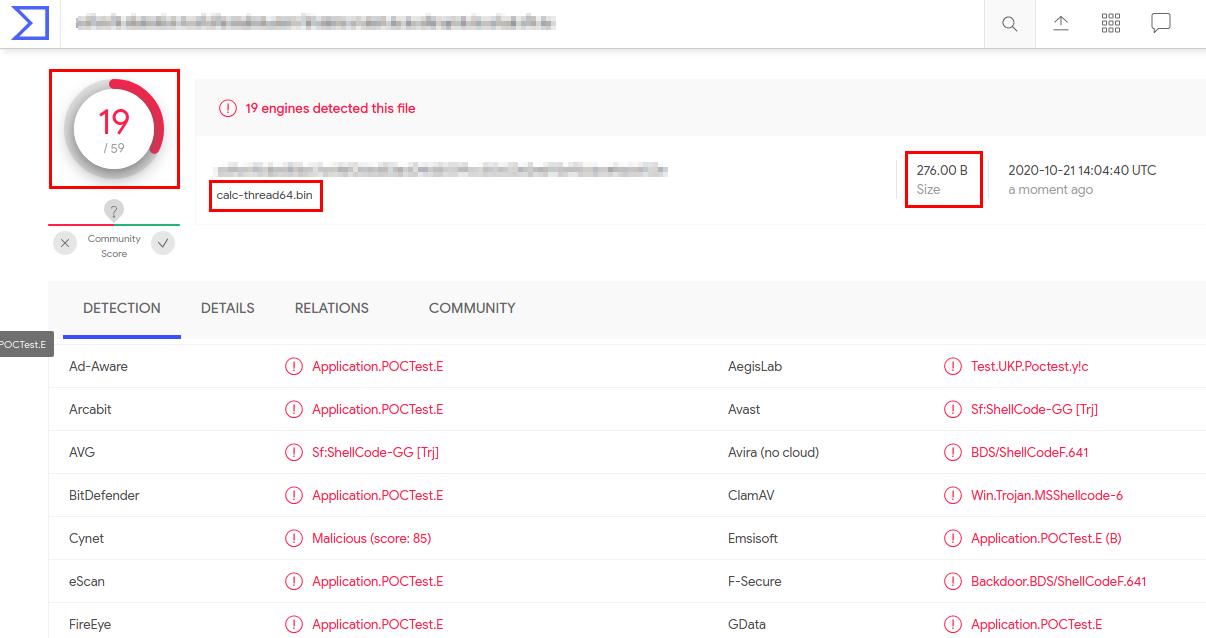 19
/ 59
19 engines detected this file
calc-thread64.bin
276.00 B
Size
2020-10-21 14:04:40 UTC
a moment ago
?
Community
Score
DETECTION DETAILS RELATIONS COMMUNITY
POCTest.E
Ad-Aware Application.POCTest.E AegisLab Test.UKP.Poctest.y!c
Arcabit Application.POCTest.E Avast Sf:ShellCode-GG [Trj]
AVG Sf:ShellCode-GG [Trj] Avira (no cloud) BDS/ShellCodeF.641
BitDefender Application.POCTest.E ClamAV Win.Trojan.MSShellcode-6
Cynet Malicious (score: 85) Emsisoft Application.POCTest.E (B)
eScan Application.POCTest.E F-Secure Backdoor.BDS/ShellCodeF.641
FireEye Application.POCTest.E GData Application.POCTest.E